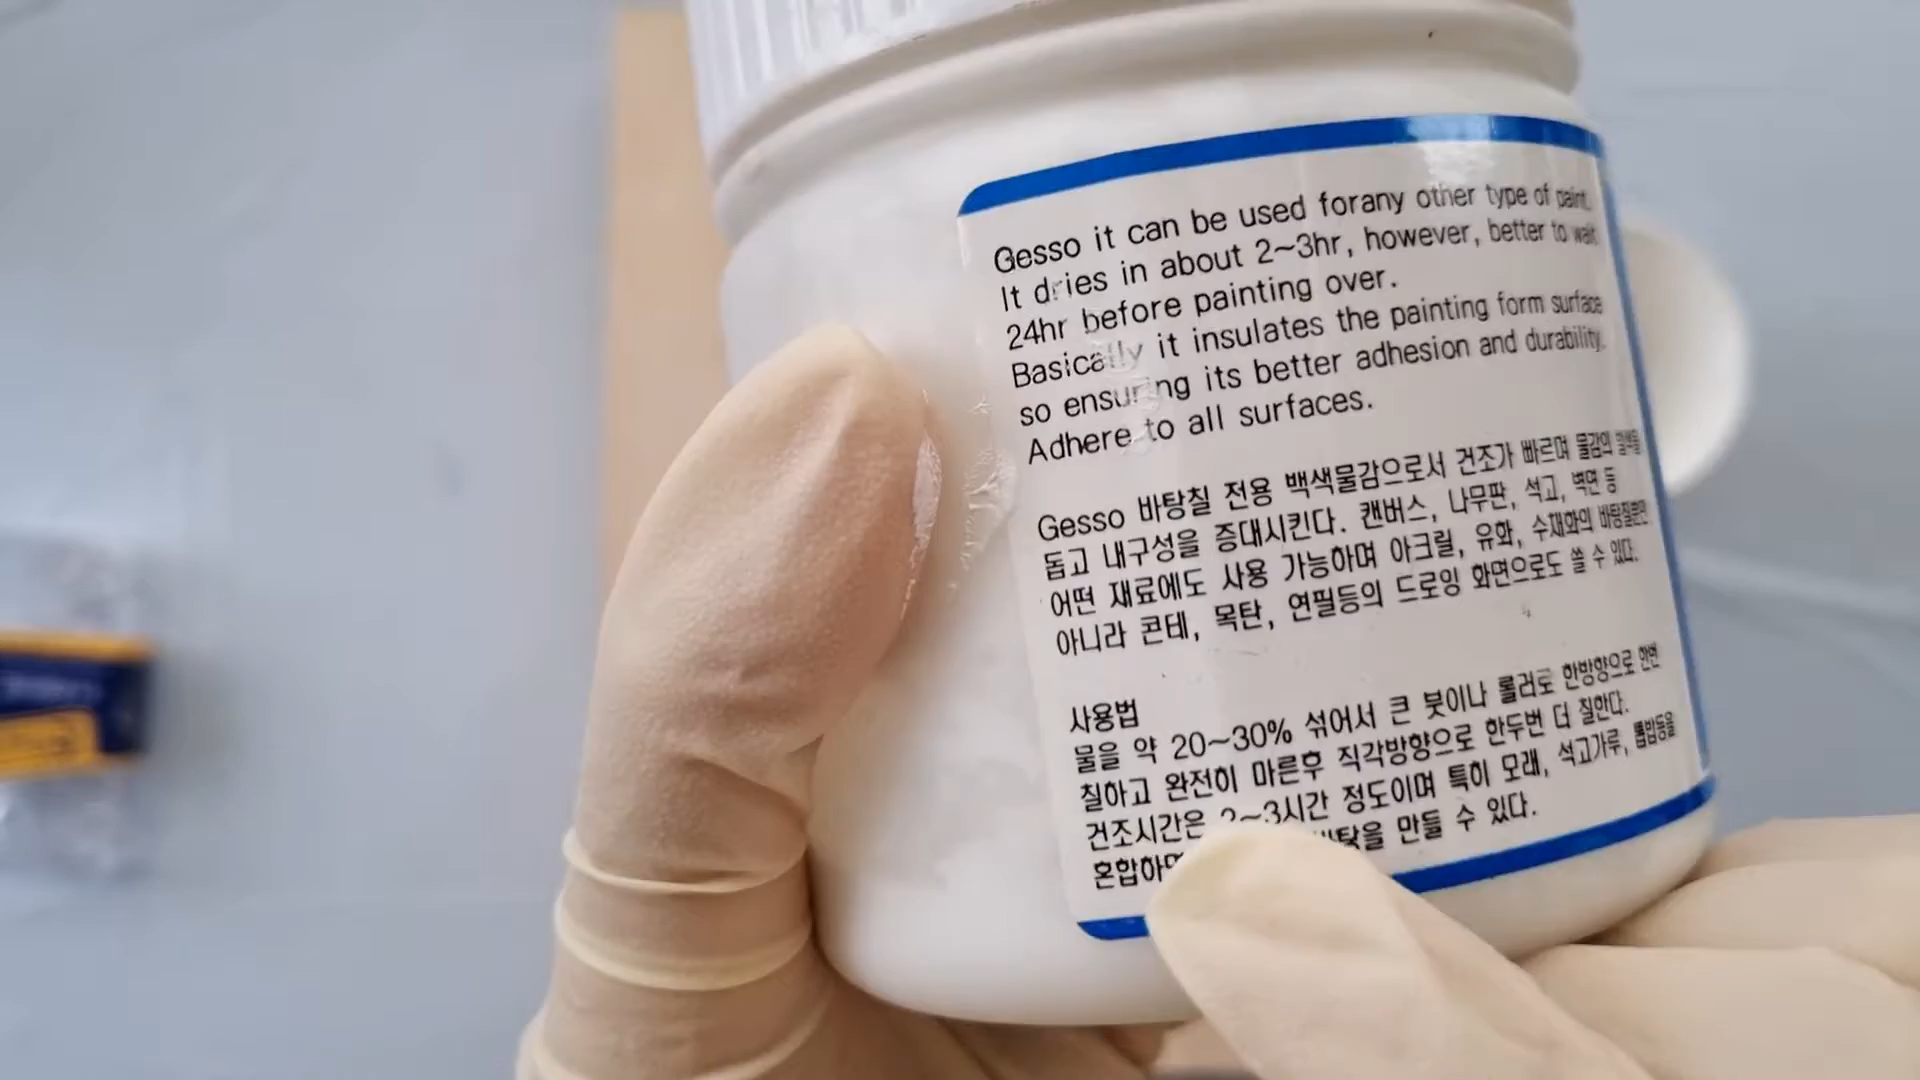 Gesso it can be used forany other type of paint.
It dries in about 2~3hr, however, better to wait
24hr before painting over.
Basically it insulates the painting form surface
so ensuring its better adhesion and durability.
Adhere to all surfaces.
Gesso 바탕칠 전용 백색물감으로서 건조가 빠르며 물감의
돕고 내구성을 증대시킨다. 캔버스, 나무판, 석고, 벽면 등
어떤 재료에도 사용 가능하며 아크릴, 유화, 수채화의 바탕칠뿐만
아니라 콘테, 목탄, 연필등의 드로잉 화면으로도 쓸 수 있다.
사용법
물을 약 20~30% 섞어서 큰 붓이나 롤러로 한방향으로 한번
칠하고 완전히 마른후 직각방향으로 한두번 더 칠한다.
건조시간은 2~3시간 정도이며 특히 모래, 석고가루, 톱밥등을
만들 수 있다.